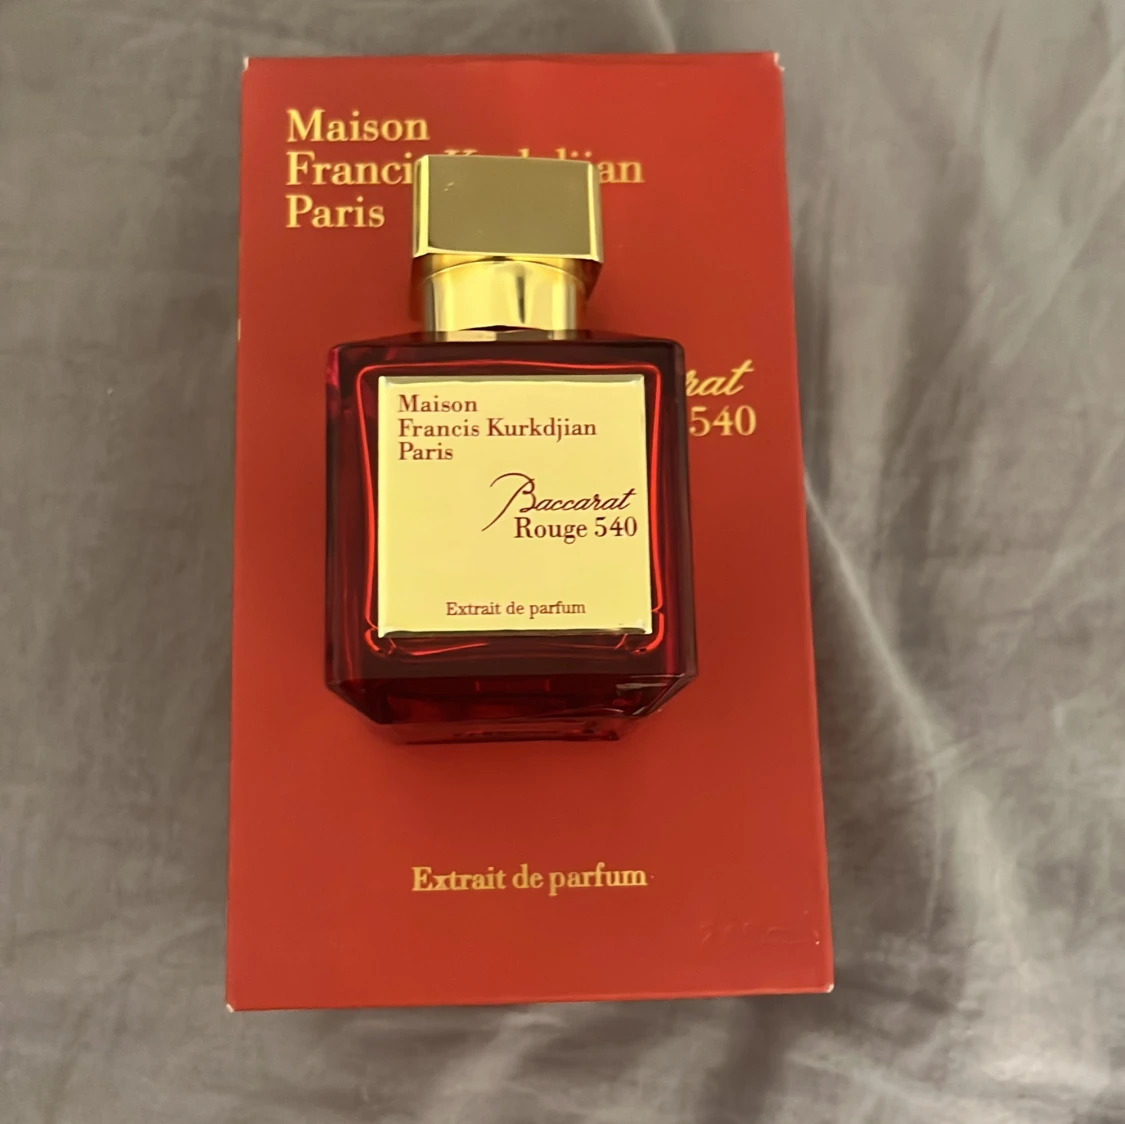 Maison
Paris
540
Maison
Francis Kurkdjian
Paris
Baccarat
Rouge 540
Extrait de parfum
Extrait de parfum